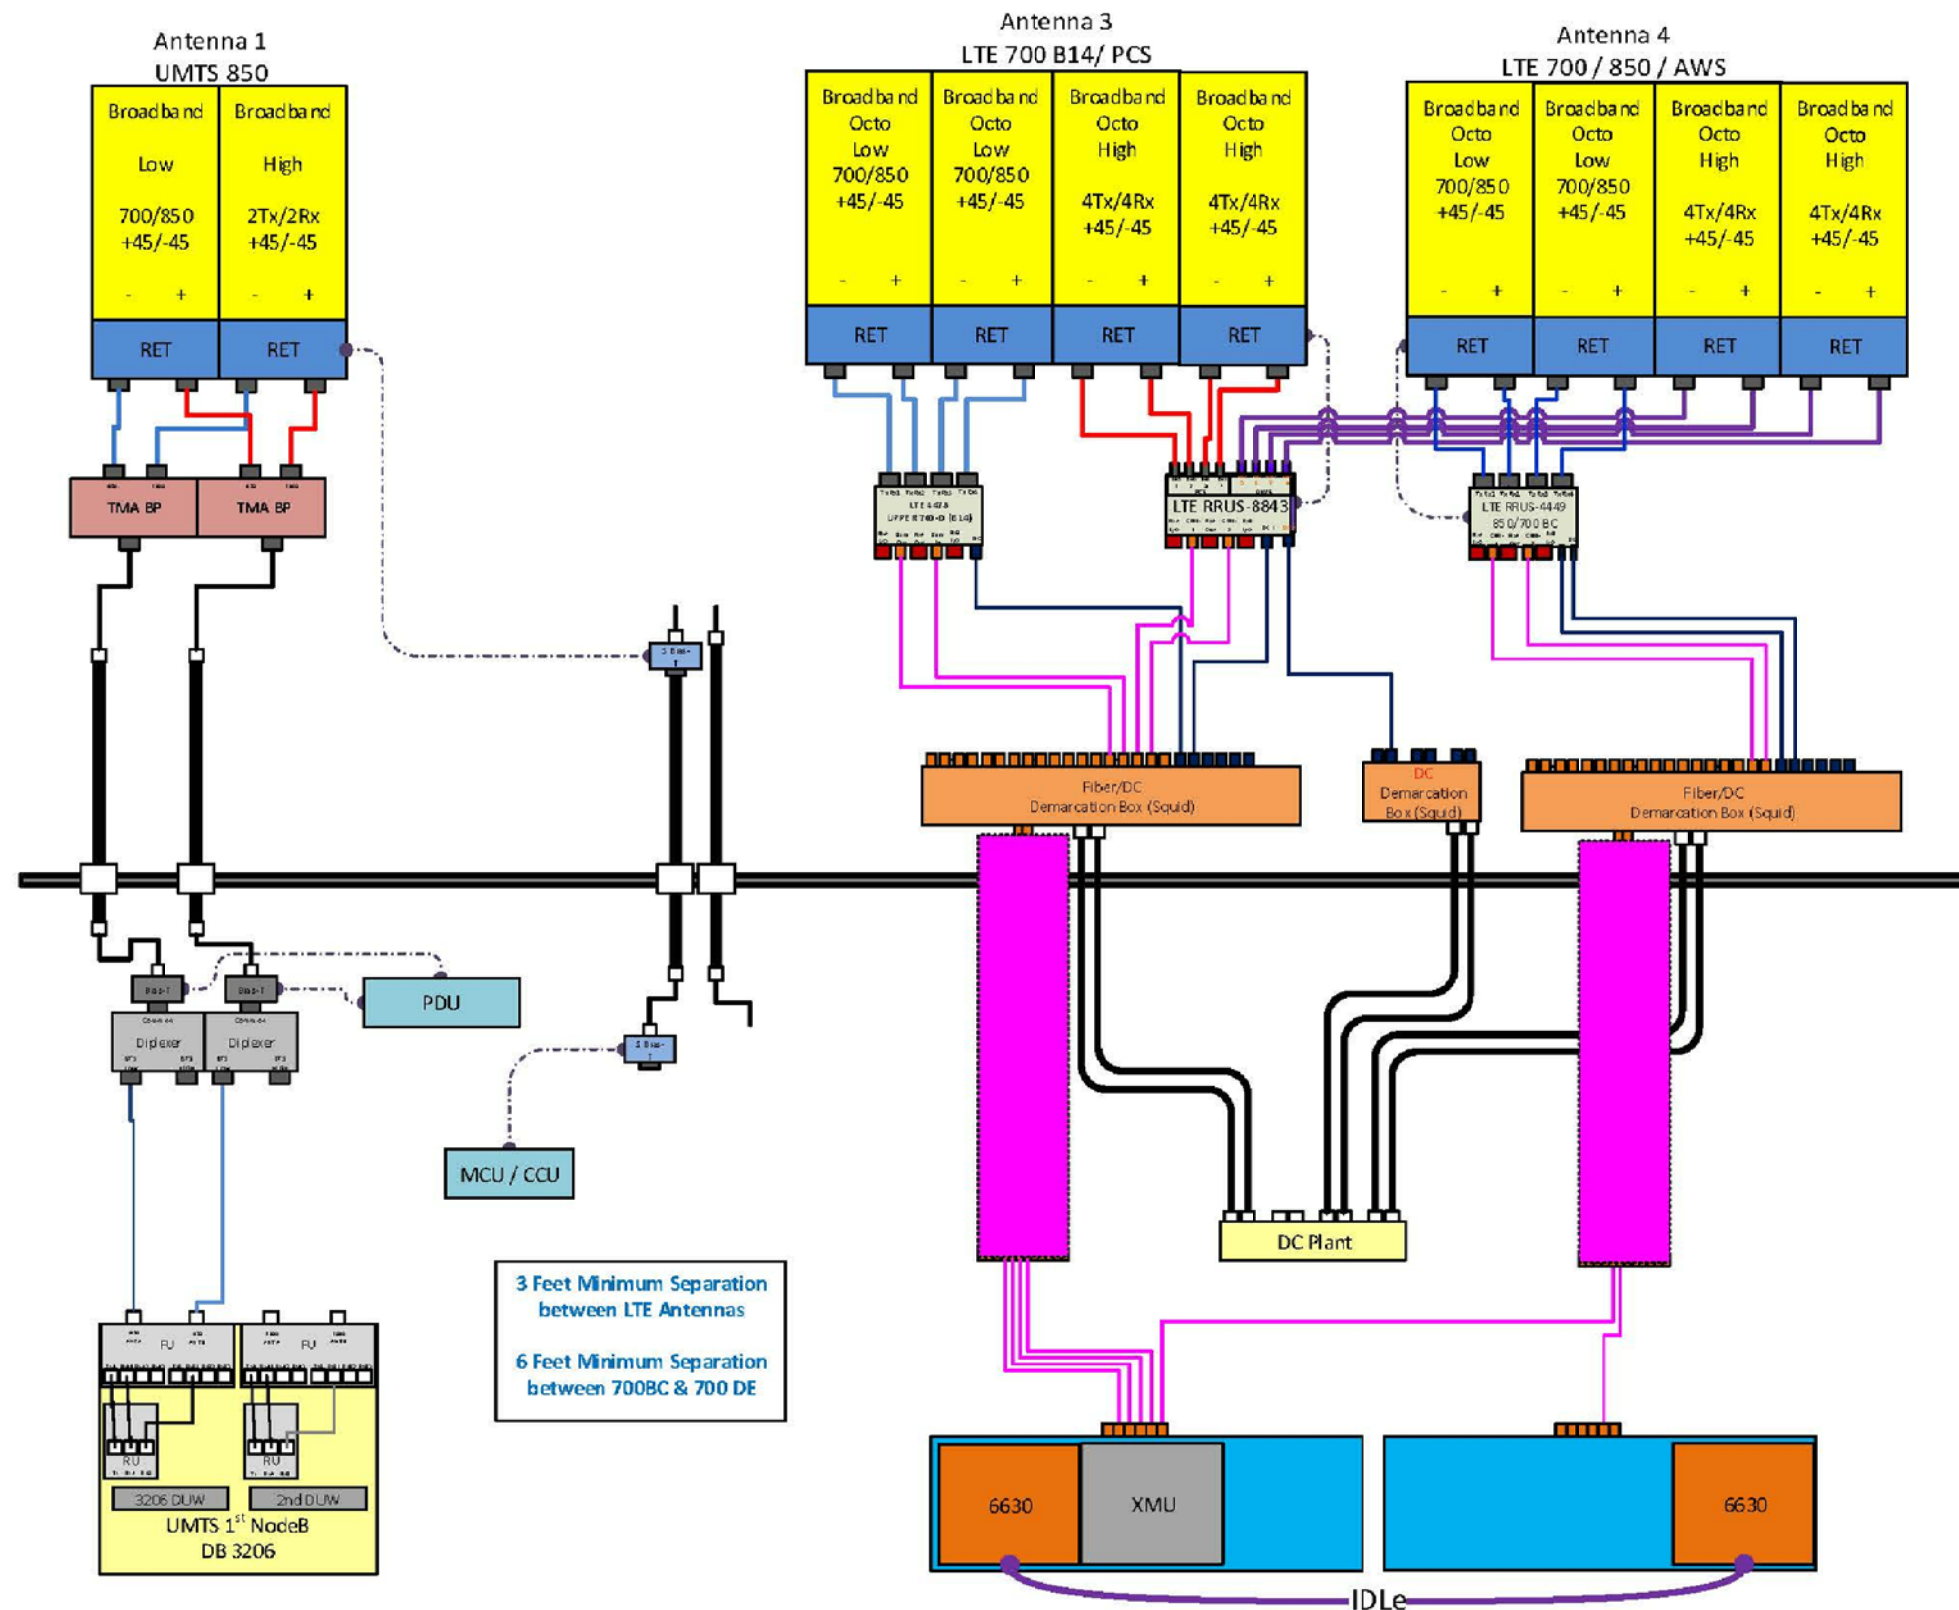 Antenna 1
UMTS 850
Antenna 3
LTE 700 B14/ PCS
Antenna 4
LTE 700 / 850 / AWS
Broadband
Low
700/850
+45/-45
- +
RET
Broadband
High
2Tx/2Rx
+45/-45
- +
RET
Broadband
Octo
Low
700/850
+45/-45
- +
RET
Broadband
Octo
Low
700/850
+45/-45
- +
RET
Broadband
Octo
High
4Tx/4Rx
+45/-45
- +
RET
Broadband
Octo
High
4Tx/4Rx
+45/-45
- +
RET
Broadband
Octo
Low
700/850
+45/-45
- +
RET
Broadband
Octo
Low
700/850
+45/-45
- +
RET
Broadband
Octo
High
4Tx/4Rx
+45/-45
- +
RET
Broadband
Octo
High
4Tx/4Rx
+45/-45
- +
RET
TMA BP
TMA BP
LTE RRUS-8843
LTE RRUS-4449
850/700 BC
Fiber/DC
Demarcation Box (Squid)
DC
Demarcation
Box (Squid)
Fiber/DC
Demarcation Box (Squid)
Bias-T
Bias-T
PDU
Diplexer
Diplexer
MCU / CCU
DC Plant
3 Feet Minimum Separation
between LTE Antennas
6 Feet Minimum Separation
between 700BC & 700 DE
FU
FU
RU
RU
3206 DUW
2nd DUW
UMTS 1st NodeB
DB 3206
6630
XMU
6630
IDLe